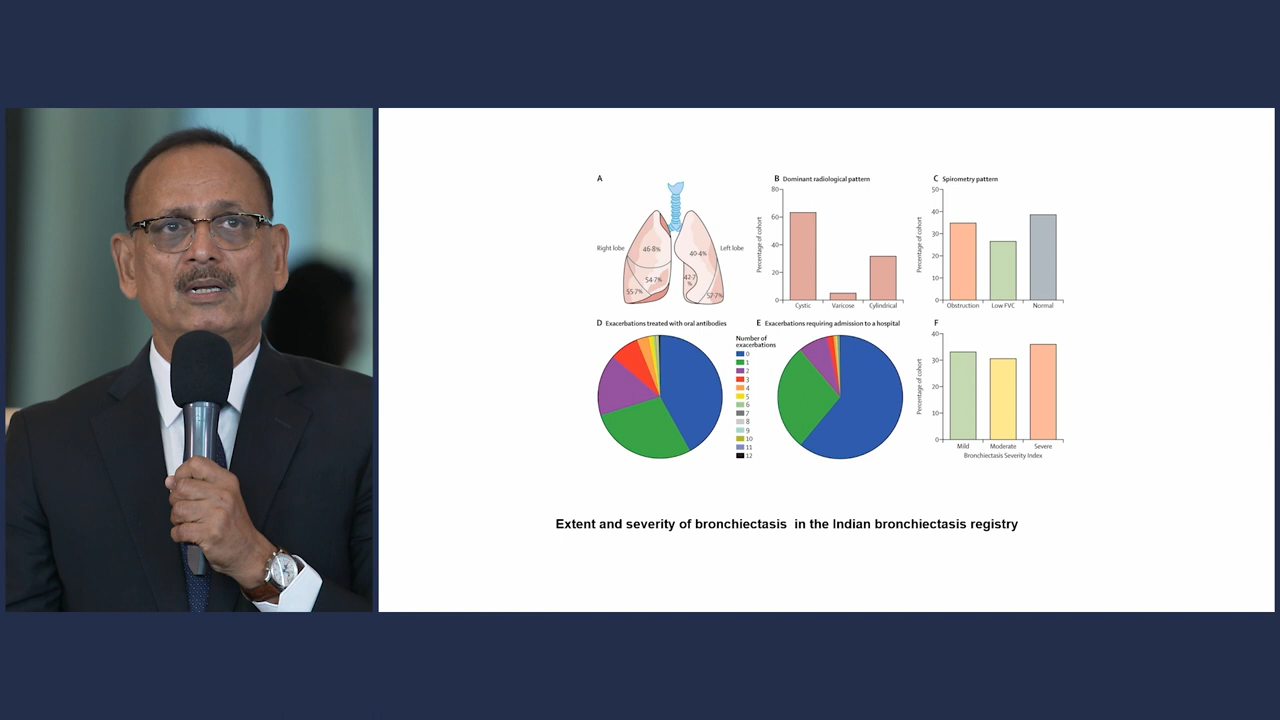 A
Right lobe
Left lobe
46·8%
54·7%
55·7%
40·4%
42·7
%
57·7%
B Dominant radiological pattern
Percentage of cohort
80
60
40
20
0
Cystic
Varicose
Cylindrical
C Spirometry pattern
Percentage of cohort
50
40
30
20
10
0
Obstruction
Low FVC
Normal
D Exacerbations treated with oral antibodies
Number of
exacerbations
0
1
2
3
4
5
6
7
8
9
10
11
12
E Exacerbations requiring admission to a hospital
F
Percentage of cohort
40
30
20
10
0
Mild
Moderate
Severe
Bronchiectasis Severity Index
Extent and severity of bronchiectasis in the Indian bronchiectasis registry